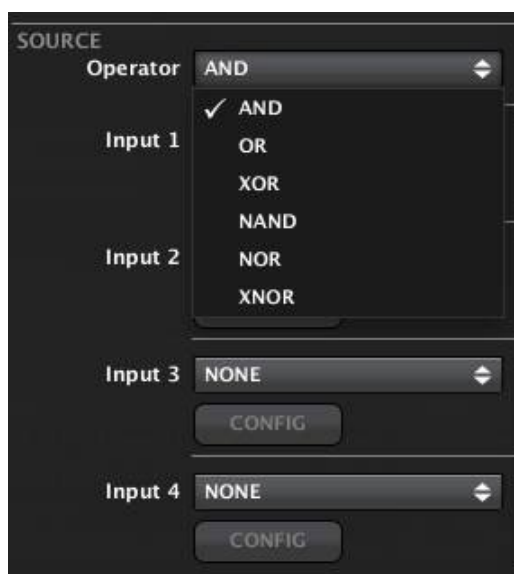 SOURCE
Operator AND
✓ AND
Input 1
OR
XOR
NAND
Input 2
NOR
XNOR
Input 3 NONE
CONFIG
Input 4 NONE
CONFIG